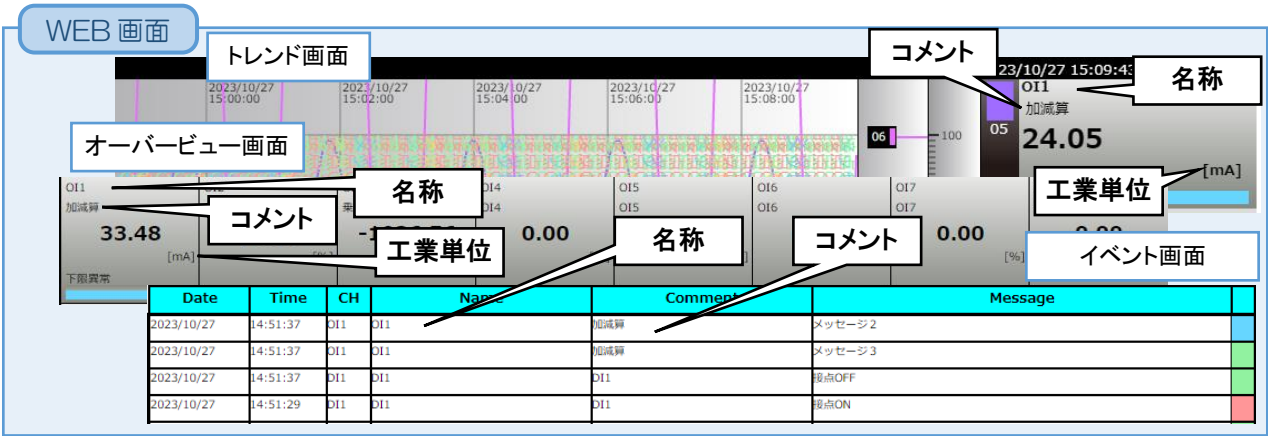 WEB 画面
トレンド画面
コメント
名称
23/10/27 15:09:43
2023/10/27 2023/10/27 2023/10/27 2023/10/27 2023/10/27
15:00:00 15:02:00 15:04:00 15:06:00 15:08:00
OI1
加減算
05
24.05
[mA]
06
100
オーバービュー画面
工業単位
OI1 OI4 OI5 OI6 OI7
加減算 OI4 OI5 OI6 OI7
名称
コメント
工業単位
名称
コメント
33.48 0.00 0.00
[mA] [%]
下限異常
イベント画面
Date Time CH Name Comment Message
2023/10/27 14:51:37 OI1 OI1 加減算 メッセージ2
2023/10/27 14:51:37 OI1 OI1 加減算 メッセージ3
2023/10/27 14:51:37 DI1 DI1 DI1 接点OFF
2023/10/27 14:51:29 DI1 DI1 DI1 接点ON